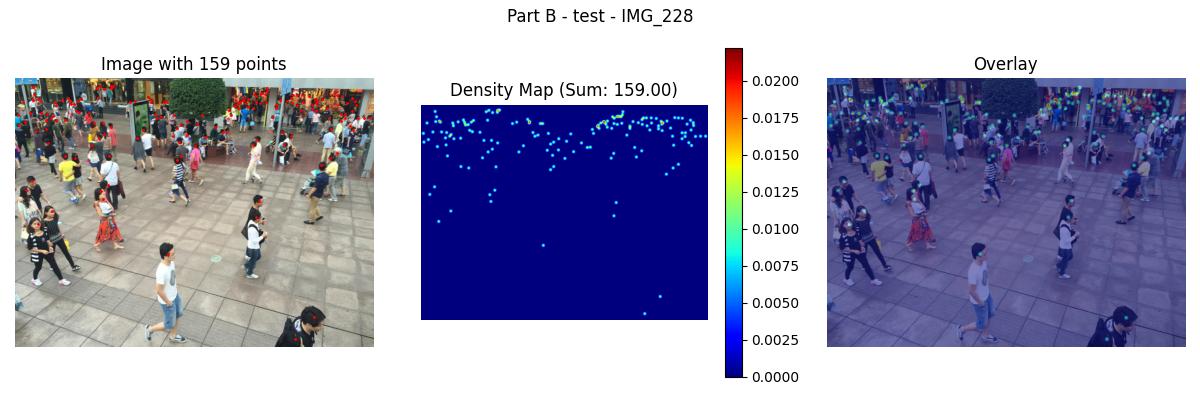 Part B - test - IMG_228
Image with 159 points
Density Map (Sum: 159.00)
Overlay
0.0200
0.0175
0.0150
0.0125
0.0100
0.0075
0.0050
0.0025
0.0000